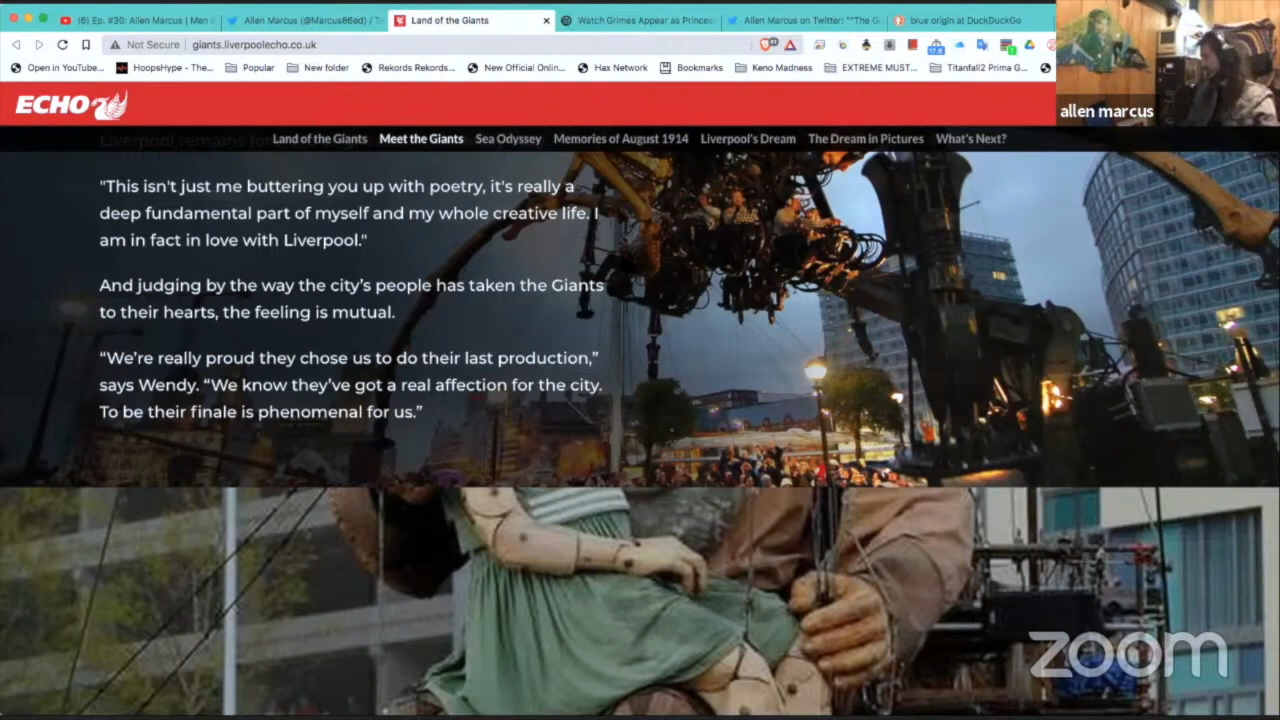 (6) Ep. #30: Allen Marcus | Men
Allen Marcus (@Marcus86ed) / Tw
Land of the Giants
Watch Grimes Appear as Princes
Allen Marcus on Twitter: ""The G
blue origin at DuckDuckGo
Not Secure | giants.liverpoolecho.co.uk
41
17.6
7
Open in YouTube...
HoopsHype - The...
Popular
New folder
Rekords Rekords...
New Official Onlin...
Hax Network
Bookmarks
Keno Madness
EXTREME MUST...
Titanfall2 Prima G...
allen marcus
ECHO
Liverpool remains
Land of the Giants
Meet the Giants
Sea Odyssey
Memories of August 1914
Liverpool's Dream
The Dream in Pictures
What's Next?
"This isn't just me buttering you up with poetry, it's really a
deep fundamental part of myself and my whole creative life. I
am in fact in love with Liverpool."
And judging by the way the city's people has taken the Giants
to their hearts, the feeling is mutual.
“We're really proud they chose us to do their last production,”
says Wendy. “We know they've got a real affection for the city.
To be their finale is phenomenal for us.”
zoom